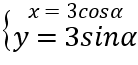 x = 3cosα
y = 3sinα